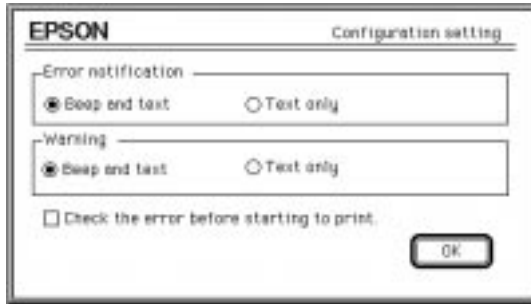 EPSON Configuration setting
Error notification
Beep and text Text only
Warning
Beep and text Text only
Check the error before starting to print.
OK